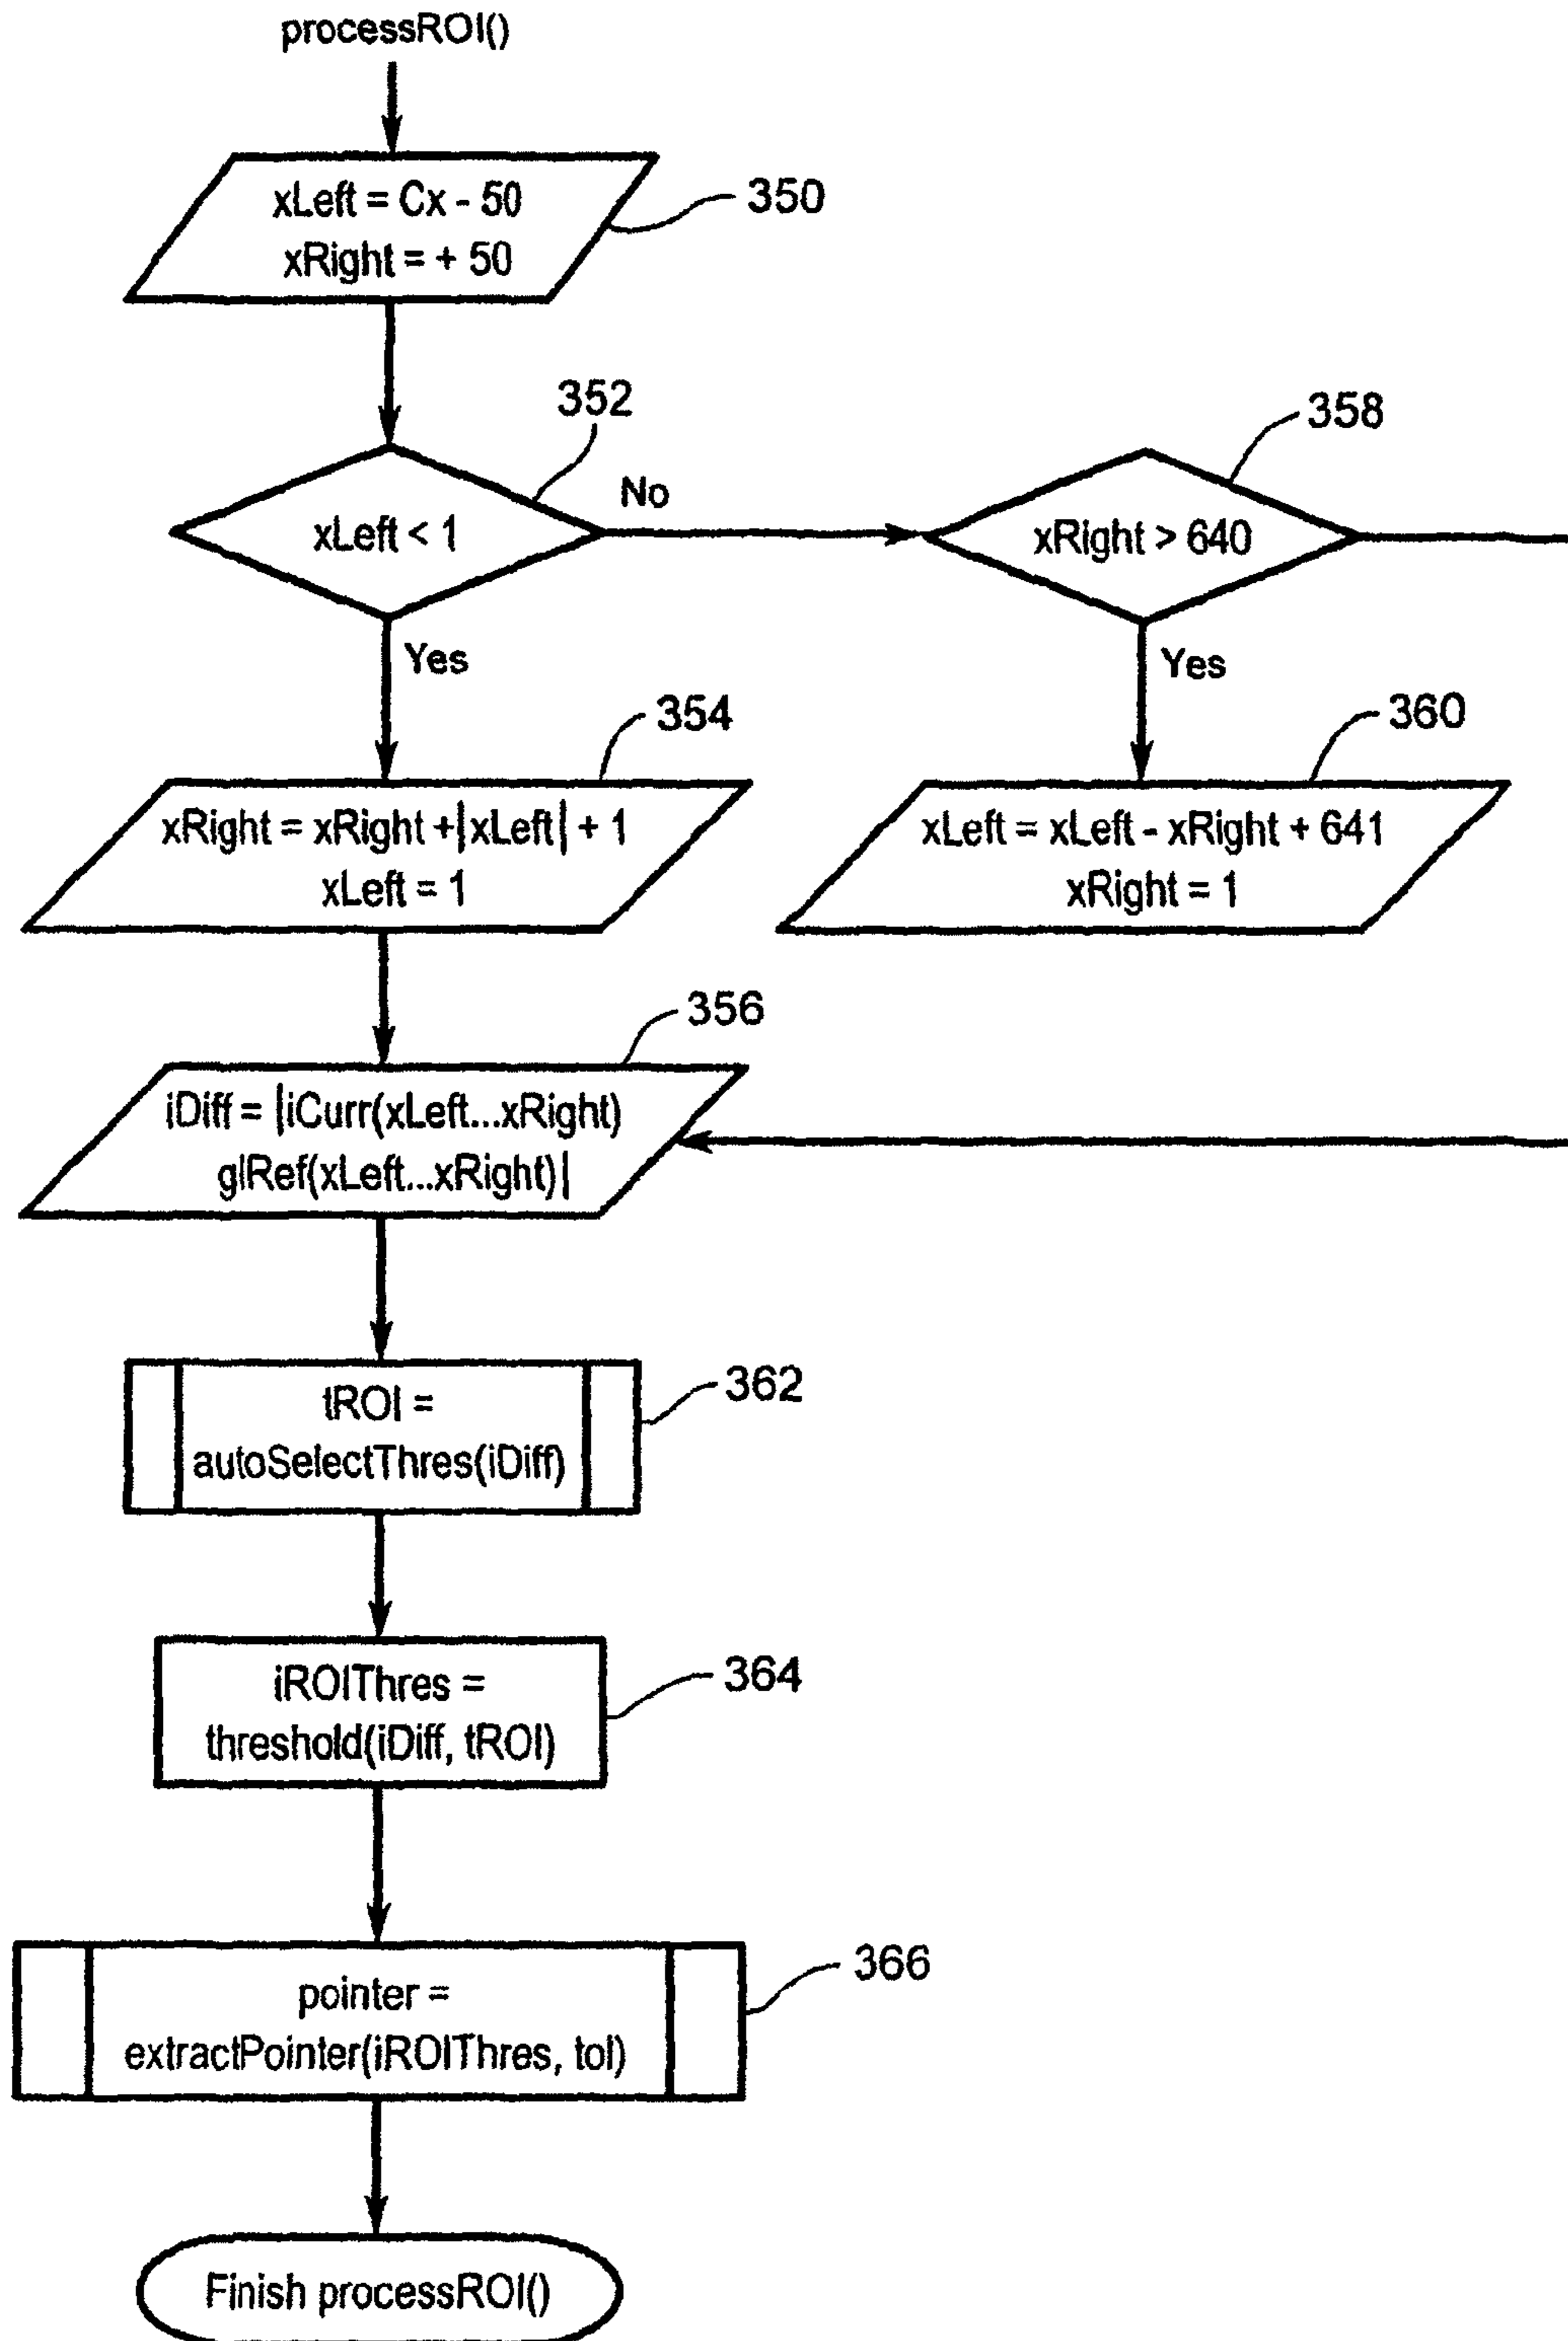 processROI()
xLeft = Cx - 50
xRight = + 50
350
352
xLeft < 1
No
Yes
358
xRight > 640
Yes
354
xRight = xRight +|xLeft| + 1
xLeft = 1
360
xLeft = xLeft - xRight + 641
xRight = 1
356
iDiff = |iCurr(xLeft...xRight)
glRef(xLeft...xRight)|
tROI =
autoSelectThres(iDiff)
362
iROIThres =
threshold(iDiff, tROI)
364
pointer =
extractPointer(iROIThres, tol)
366
Finish processROI()